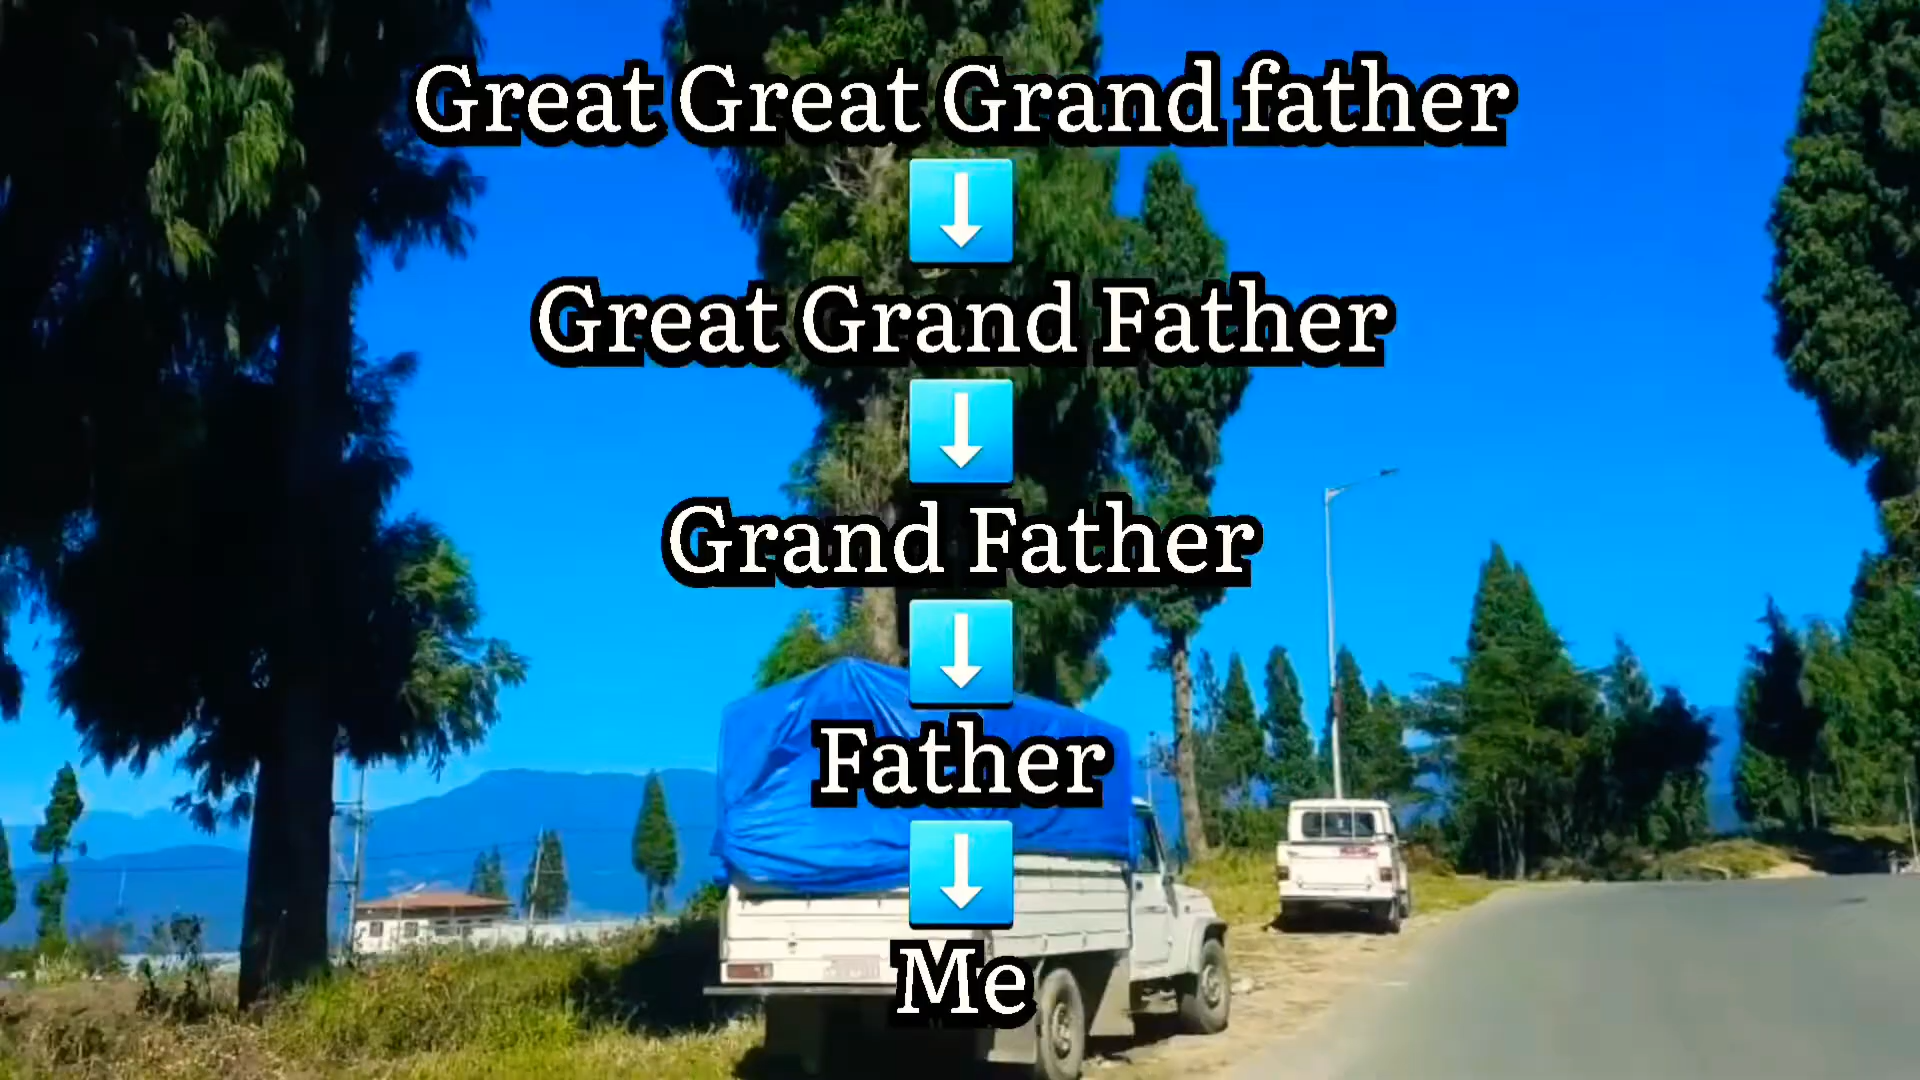 Great Great Grand father
⬇️
Great Grand Father
⬇️
Grand Father
⬇️
Father
⬇️
Me